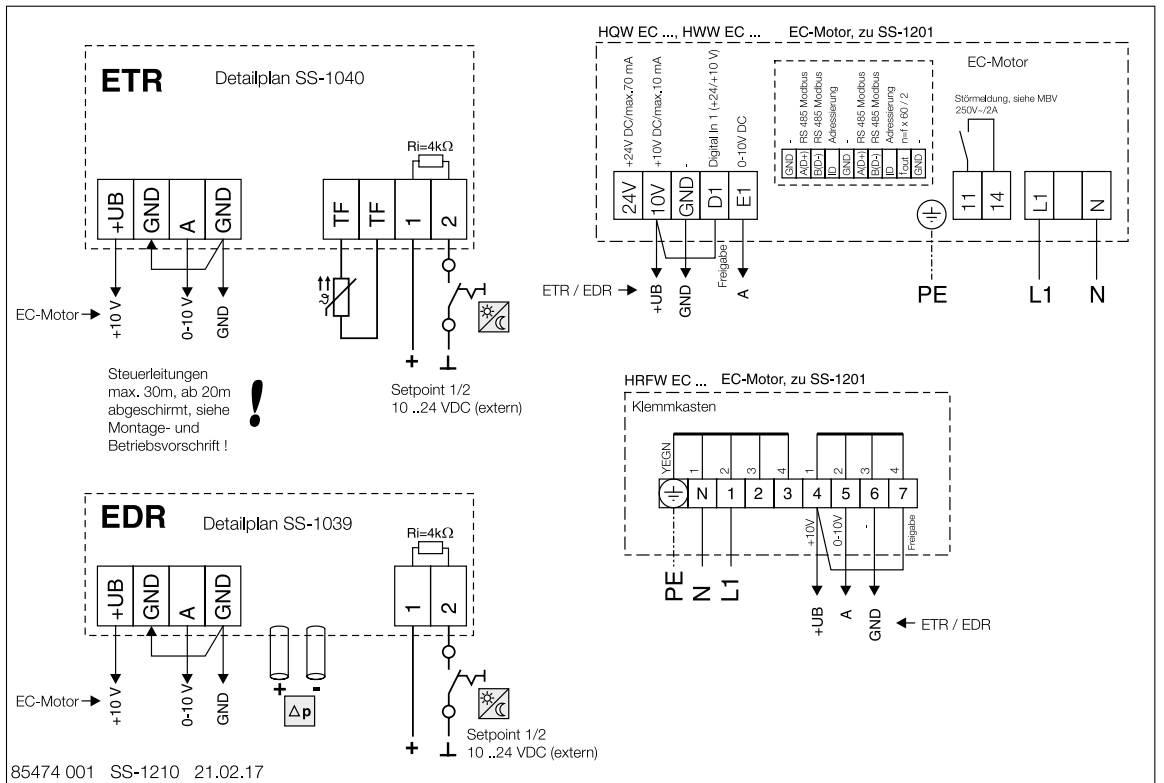 ETR
Detailplan SS-1040
Ri=4kΩ
+UB
GND
A
GND
TF
TF
1
2
EC-Motor
+10 V
0-10 V
GND
+
Setpoint 1/2
10 ..24 VDC (extern)
Steuerleitungen
max. 30m, ab 20m
abgeschirmt, siehe
Montage- und
Betriebsvorschrift !
!
EDR
Detailplan SS-1039
Ri=4kΩ
+UB
GND
A
GND
1
2
EC-Motor
+10 V
0-10 V
GND
+
-
Δp
+
Setpoint 1/2
10 ..24 VDC (extern)
85474 001 SS-1210 21.02.17
HQW EC ..., HWW EC ... EC-Motor, zu SS-1201
EC-Motor
+24V DC/max.70 mA
+10V DC/max.10 mA
-
Digital In 1 (+24/+10 V)
0-10V DC
24V
10V
GND
D1
E1
-
RS 485 Modbus
RS 485 Modbus
Adressierung
-
RS 485 Modbus
RS 485 Modbus
Adressierung
n=f x 60 / 2
-
GND
A(D+)
B(D-)
ID
GND
A(D+)
B(D-)
ID
fout
GND
Störmeldung, siehe MBV
250V~/2A
11
14
L1
N
Freigabe
ETR / EDR
+UB
GND
A
PE
L1
N
HRFW EC ... EC-Motor, zu SS-1201
Klemmkasten
YEGN
1
2
3
4
1
2
3
4
N
1
2
3
4
5
6
7
+10V
0-10V
-
Freigabe
PE
N
L1
+UB
A
GND
ETR / EDR